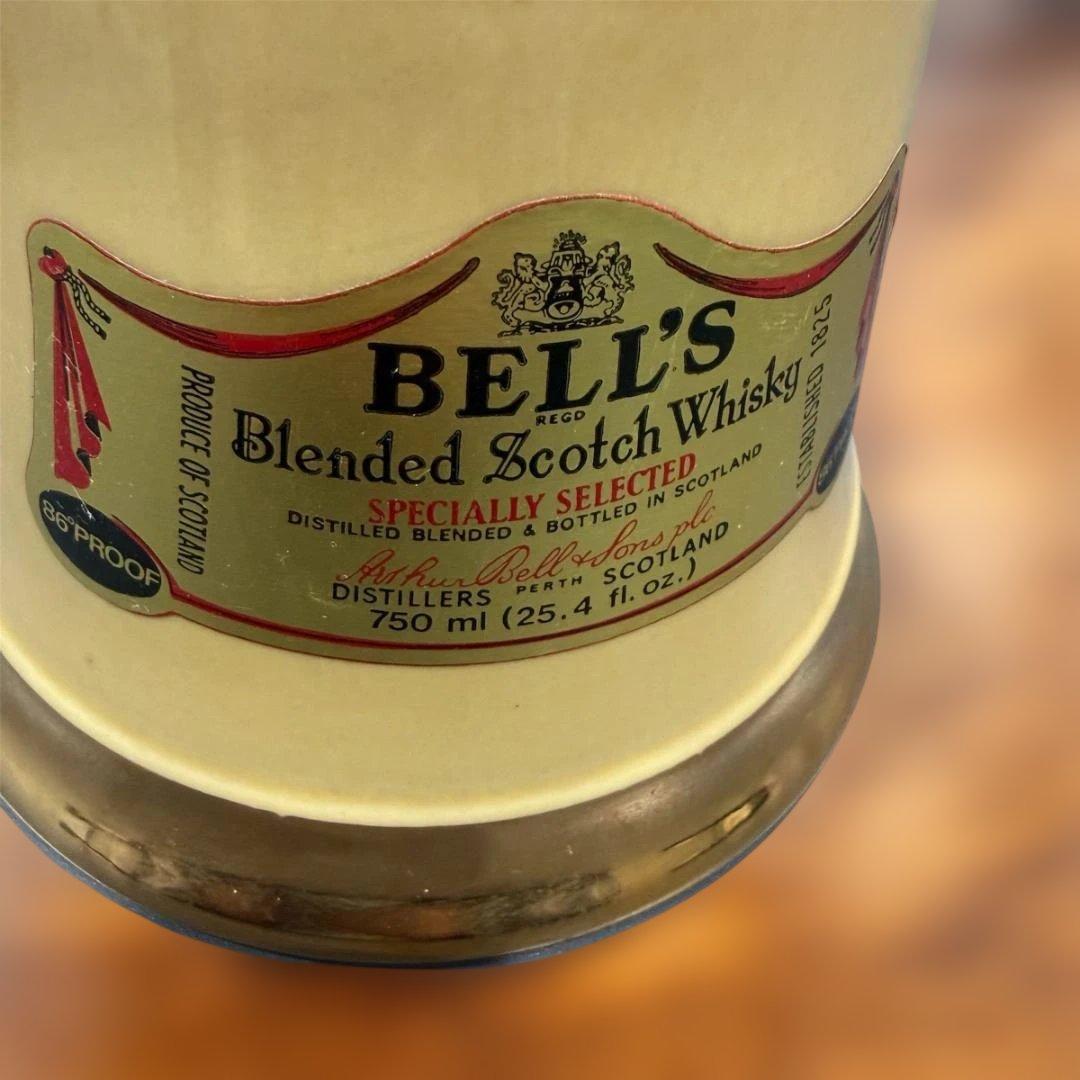 BELL'S
REGD
Blended Scotch Whisky
SPECIALLY SELECTED
DISTILLED BLENDED & BOTTLED IN SCOTLAND
Arthur Bell & Sons plc
DISTILLERS PERTH SCOTLAND
750 ml (25.4 fl. oz.)
PRODUCE OF SCOTLAND
86° PROOF
ESTABLISHED 1825